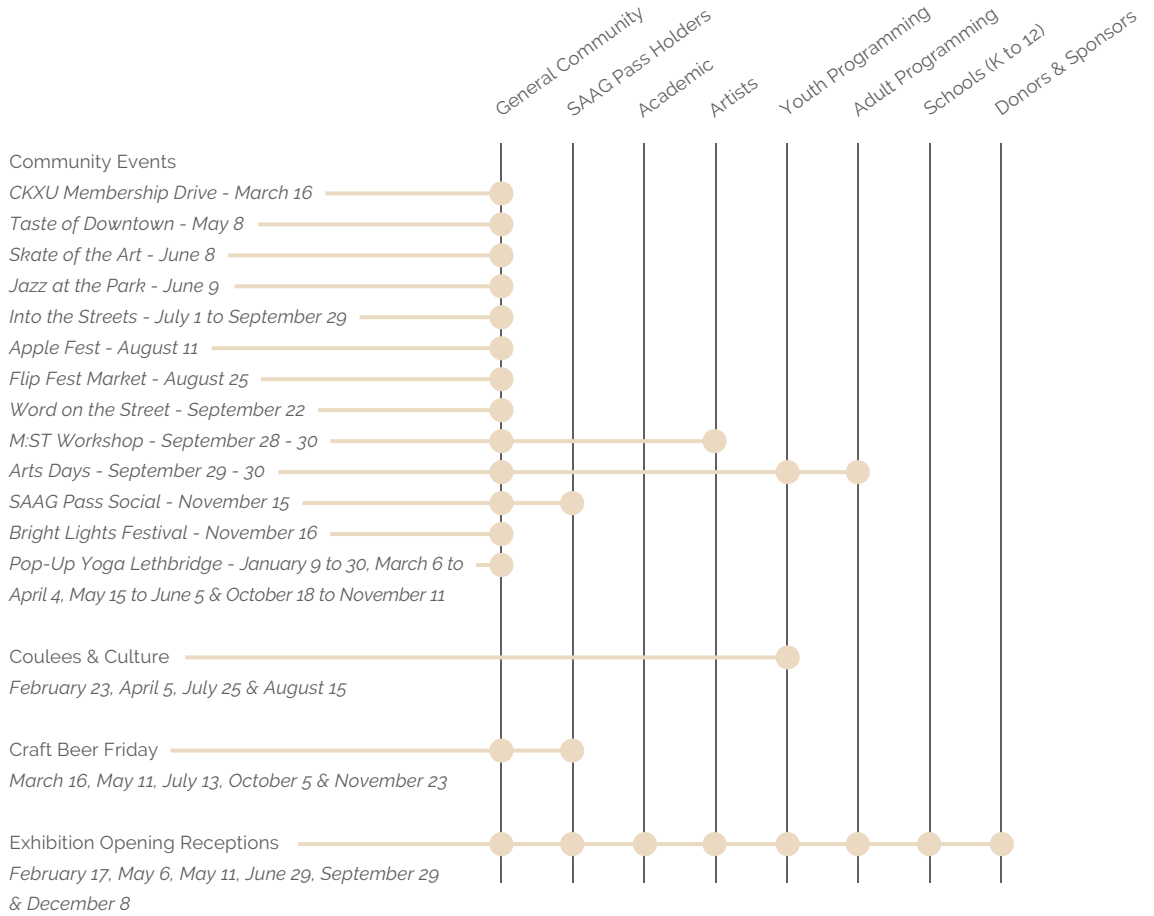 General Community
SAAG Pass Holders
Academic
Artists
Youth Programming
Adult Programming
Schools (K to 12)
Donors & Sponsors
Community Events
CKXU Membership Drive - March 16
Taste of Downtown - May 8
Skate of the Art - June 8
Jazz at the Park - June 9
Into the Streets - July 1 to September 29
Apple Fest - August 11
Flip Fest Market - August 25
Word on the Street - September 22
M:ST Workshop - September 28 - 30
Arts Days - September 29 - 30
SAAG Pass Social - November 15
Bright Lights Festival - November 16
Pop-Up Yoga Lethbridge - January 9 to 30, March 6 to
April 4, May 15 to June 5 & October 18 to November 11
Coulees & Culture
February 23, April 5, July 25 & August 15
Craft Beer Friday
March 16, May 11, July 13, October 5 & November 23
Exhibition Opening Receptions
February 17, May 6, May 11, June 29, September 29
& December 8